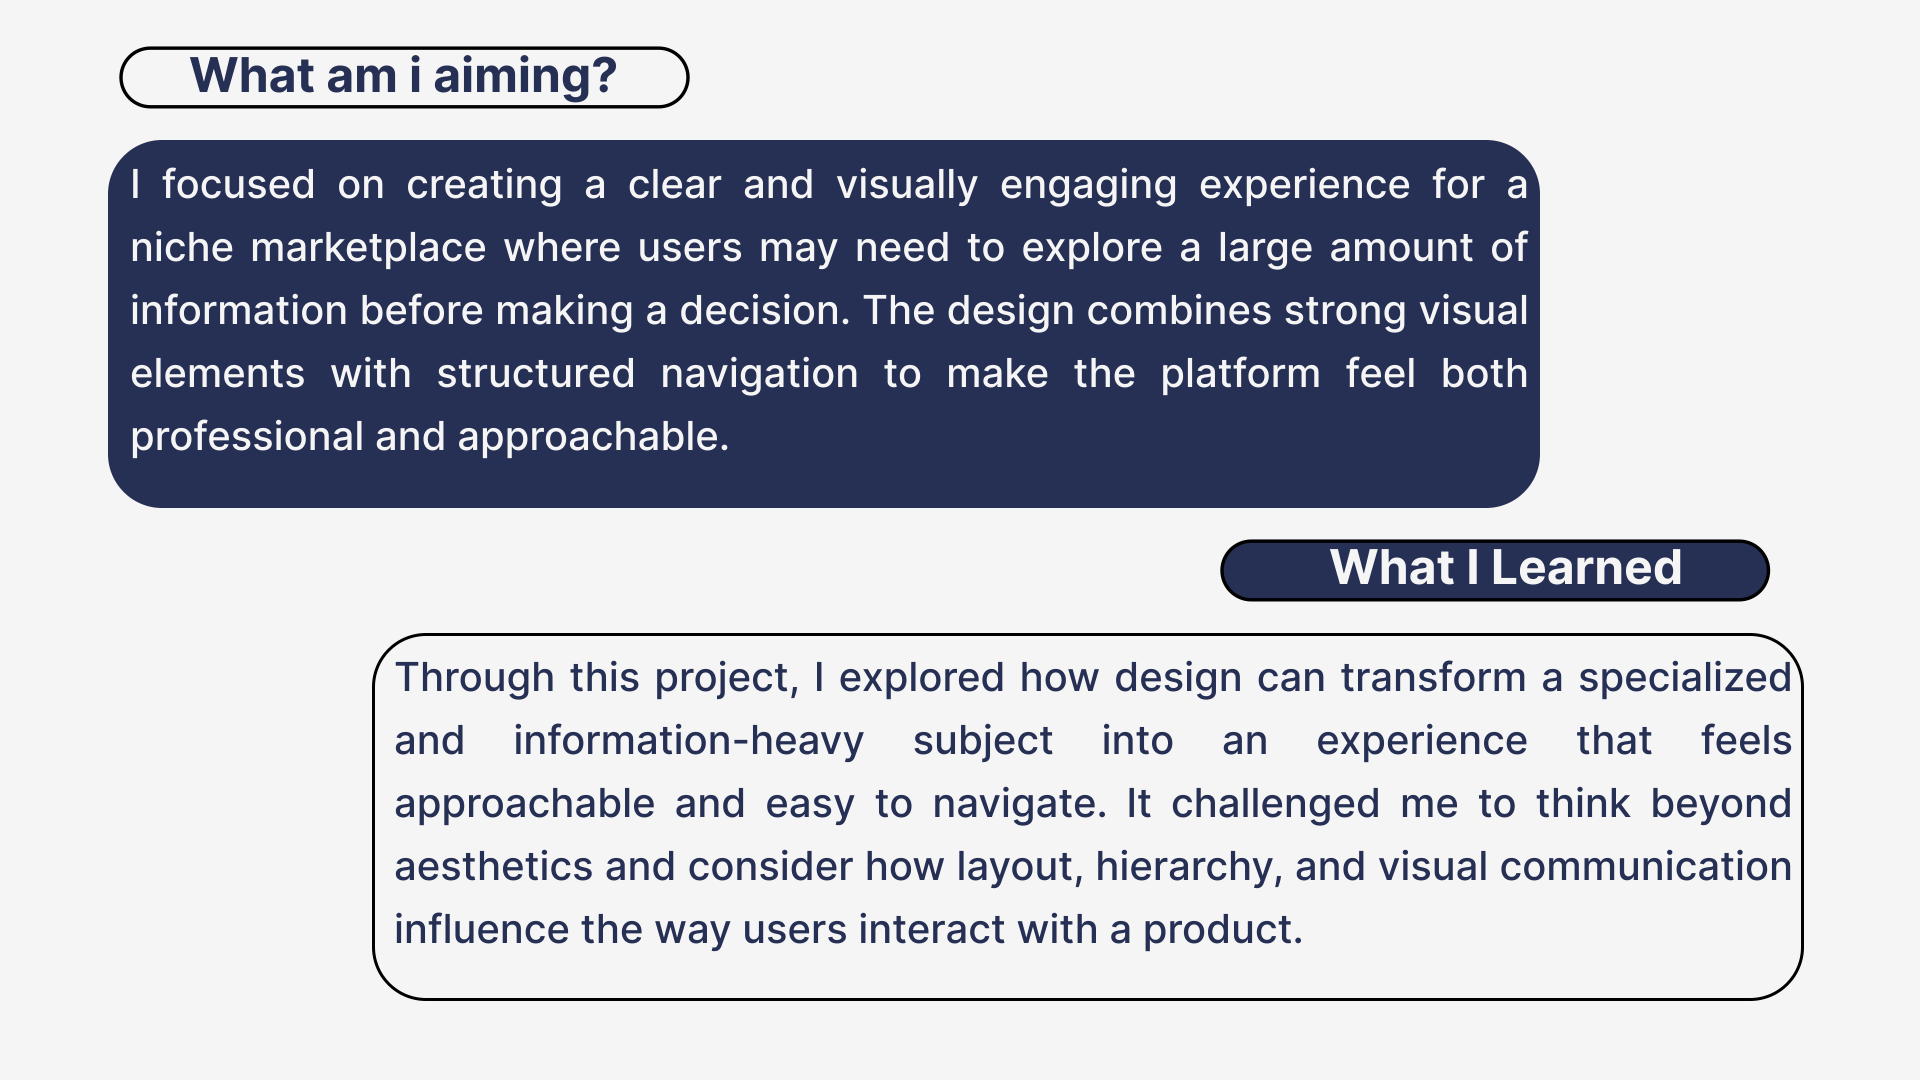 What am i aiming?
I focused on creating a clear and visually engaging experience for a
niche marketplace where users may need to explore a large amount of
information before making a decision. The design combines strong visual
elements with structured navigation to make the platform feel both
professional and approachable.
What I Learned
Through this project, I explored how design can transform a specialized
and information-heavy subject into an experience that feels
approachable and easy to navigate. It challenged me to think beyond
aesthetics and consider how layout, hierarchy, and visual communication
influence the way users interact with a product.